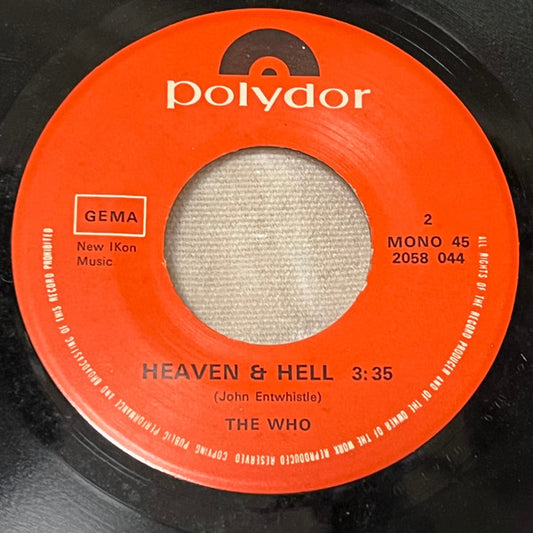 polydor
GEMA
New IKon
Music
2
MONO 45
2058 044
HEAVEN & HELL 3:35
(John Entwhistle)
THE WHO
ALL RIGHTS OF THE RECORD PRODUCER AND OF THE OWNER OF THE WORK REPRODUCED RESERVED COPYING PUBLIC PERFORMANCE AND BROADCASTING OF THIS RECORD PROHIBITED